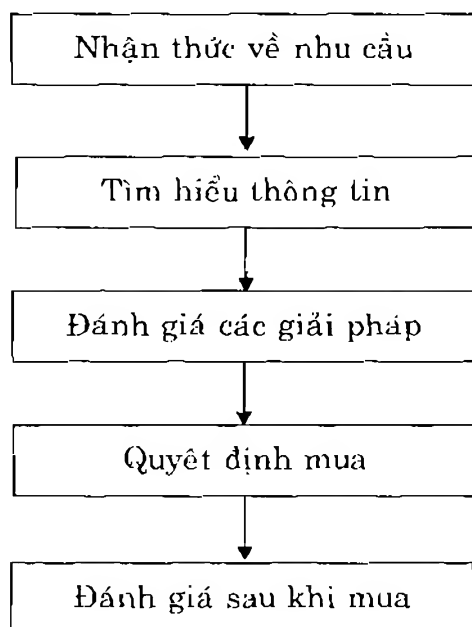 Nhận thức về nhu cầu
Tìm hiểu thông tin
Đánh giá các giải pháp
Quyết định mua
Đánh giá sau khi mua